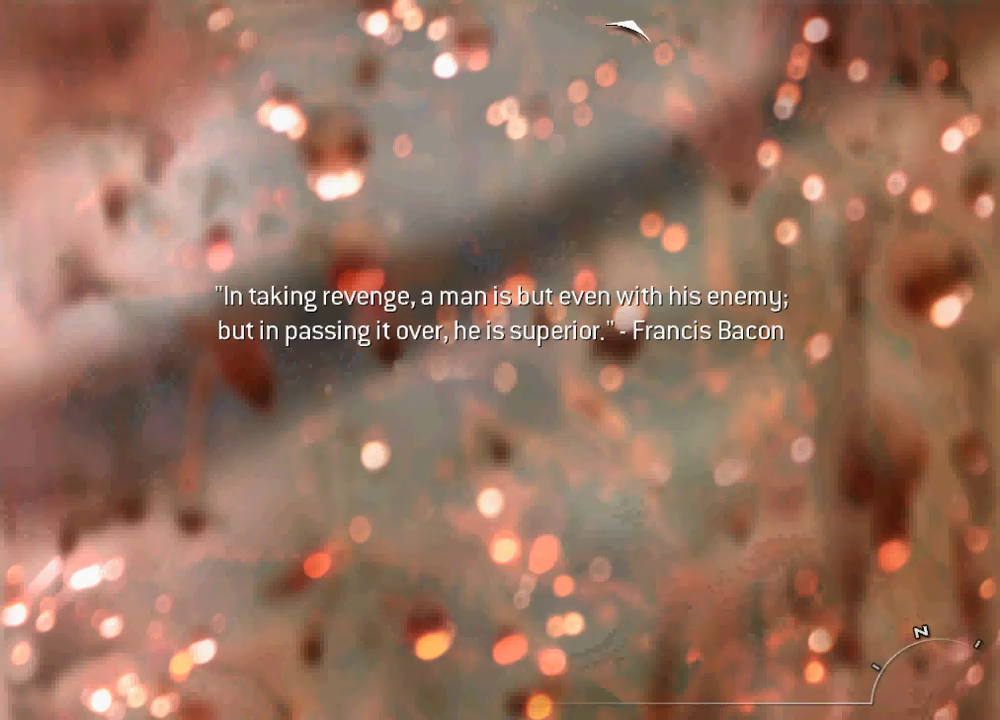 "In taking revenge, a man is but even with his enemy;
but in passing it over, he is superior." - Francis Bacon
N